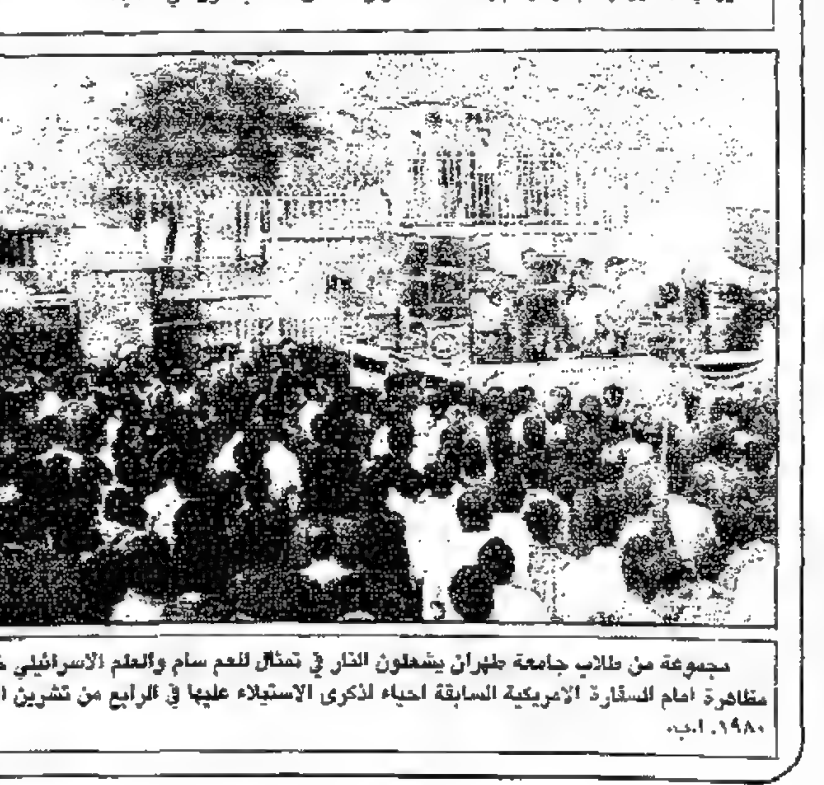 مجموعة من طلاب جامعة طهران يشعلون النار في تمثال للعم سام والعلم الاسرائيلي
مظاهرة امام السفارة الامريكية السابقة احياء لذكرى الاستيلاء عليها في الرابع من تشرين
١٩٨٠. ا.ب.